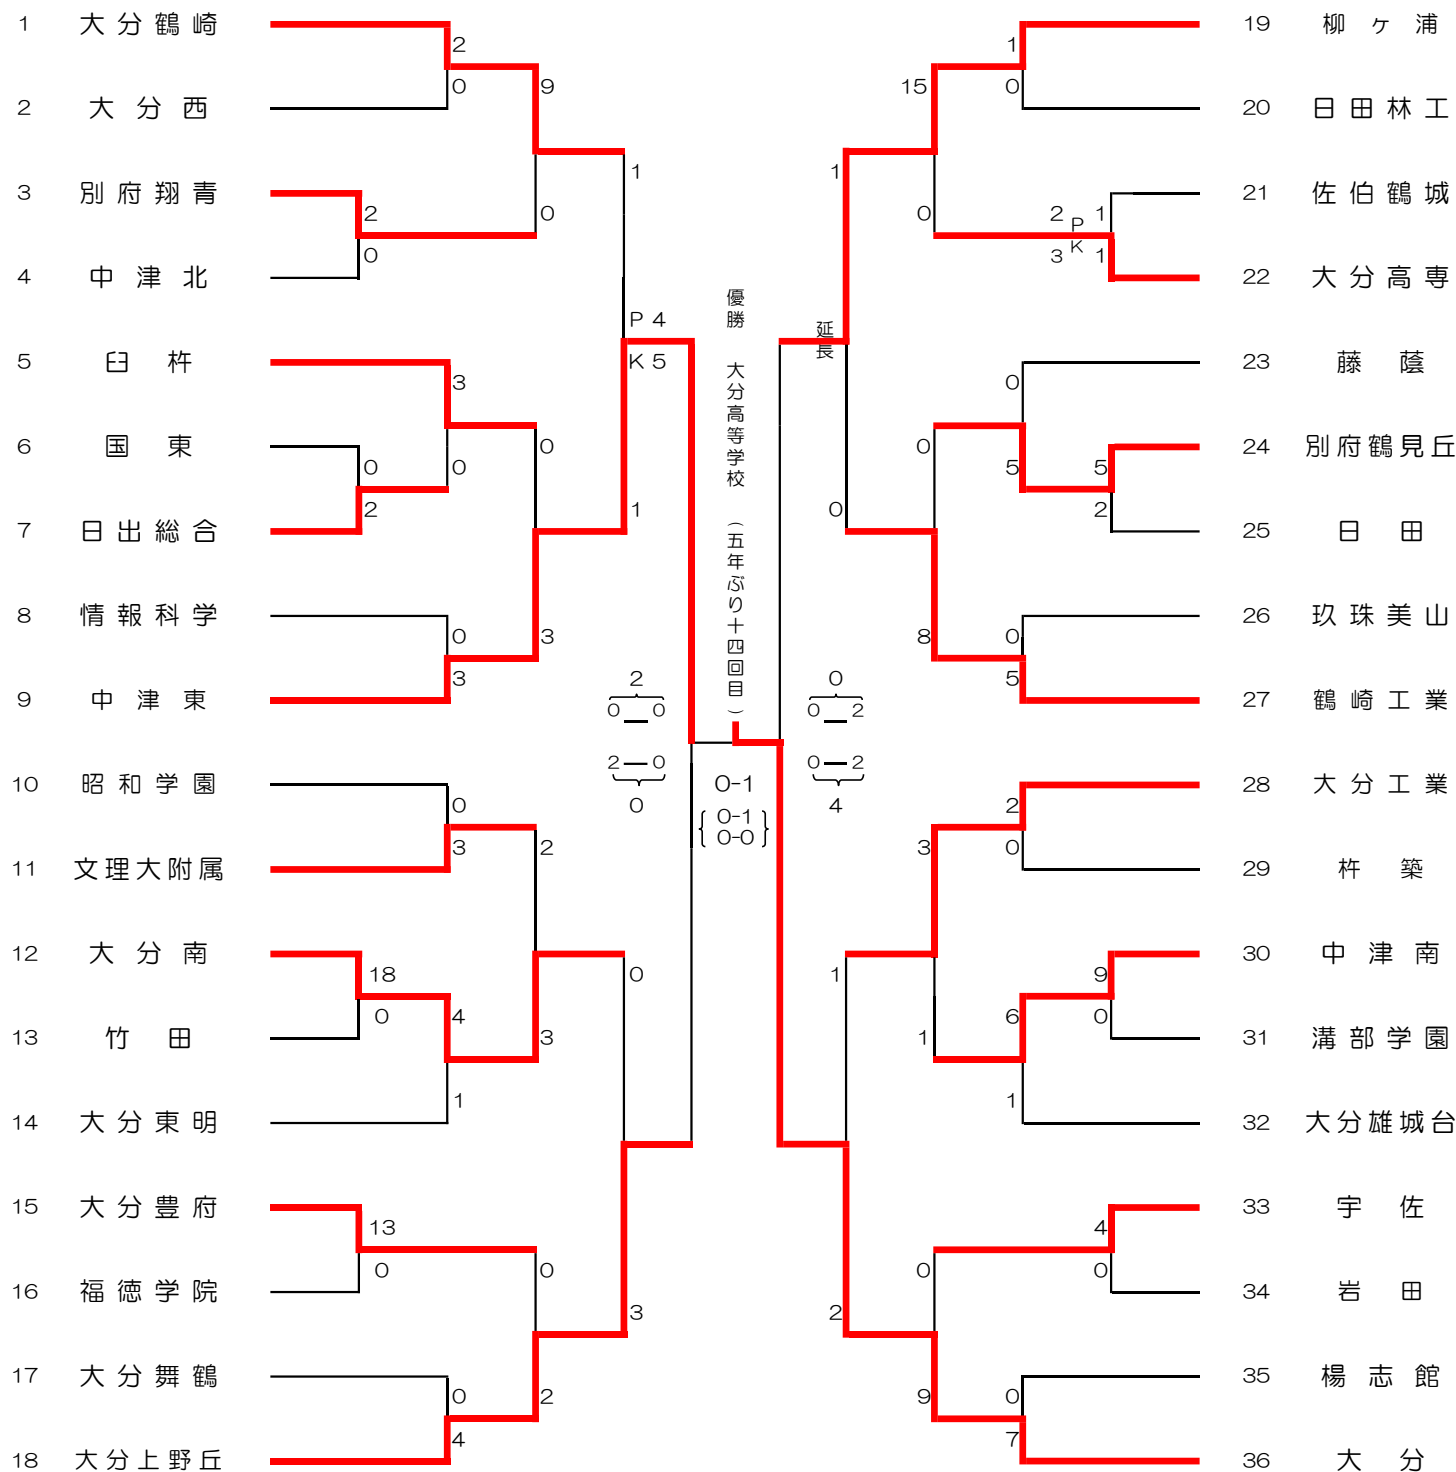 1 大分鶴崎
2 大分西
3 別府翔青
4 中津北
5 臼杵
6 国東
7 日出総合
8 情報科学
9 中津東
10 昭和学園
11 文理大附属
12 大分南
13 竹田
14 大分東明
15 大分豊府
16 福徳学院
17 大分舞鶴
18 大分上野丘
2
0
9
2
0
0
1
P 4
K 5
3
0
0
2
0
1
0
3
3
0
3
2
18
0
4
1
3
0
13
0
0
3
0
4
2
2
0 0
2 0
0
優勝 大分高等学校 (五年ぶり十四回目)
0-1
0-1
0-0
0
0 2
0 2
4
延長
1
15
1
0
0
2 PK 1
3 1
0
0
5
5
2
0
8
0
5
3
2
0
1
1
6
9
0
1
2
0
4
0
9
0
7
19 柳ヶ浦
20 日田林工
21 佐伯鶴城
22 大分高専
23 藤蔭
24 別府鶴見丘
25 日田
26 玖珠美山
27 鶴崎工業
28 大分工業
29 杵築
30 中津南
31 溝部学園
32 大分雄城台
33 宇佐
34 岩田
35 楊志館
36 大分